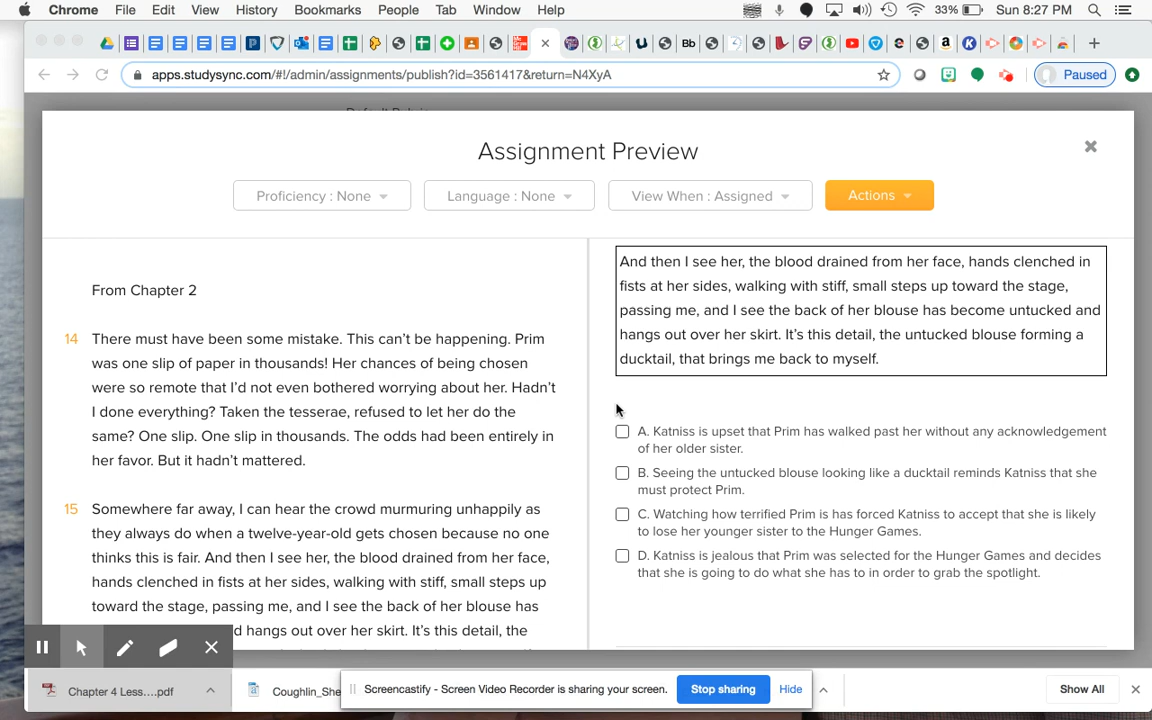 Chrome File Edit View History Bookmarks People Tab Window Help 33% Sun 8:27 PM
Bb
apps.studysync.com/#!/admin/assignments/publish?id=3561417&return=N4XyA Paused
Assignment Preview
Proficiency : None Language : None View When : Assigned Actions
From Chapter 2
14 There must have been some mistake. This can't be happening. Prim
was one slip of paper in thousands! Her chances of being chosen
were so remote that I'd not even bothered worrying about her. Hadn't
I done everything? Taken the tesserae, refused to let her do the
same? One slip. One slip in thousands. The odds had been entirely in
her favor. But it hadn't mattered.
15 Somewhere far away, I can hear the crowd murmuring unhappily as
they always do when a twelve-year-old gets chosen because no one
thinks this is fair. And then I see her, the blood drained from her face,
hands clenched in fists at her sides, walking with stiff, small steps up
toward the stage, passing me, and I see the back of her blouse has
d hangs out over her skirt. It's this detail, the
And then I see her, the blood drained from her face, hands clenched in
fists at her sides, walking with stiff, small steps up toward the stage,
passing me, and I see the back of her blouse has become untucked and
hangs out over her skirt. It's this detail, the untucked blouse forming a
ducktail, that brings me back to myself.
A. Katniss is upset that Prim has walked past her without any acknowledgement
of her older sister.
B. Seeing the untucked blouse looking like a ducktail reminds Katniss that she
must protect Prim.
C. Watching how terrified Prim is has forced Katniss to accept that she is likely
to lose her younger sister to the Hunger Games.
D. Katniss is jealous that Prim was selected for the Hunger Games and decides
that she is going to do what she has to in order to grab the spotlight.
Chapter 4 Less....pdf Coughlin_She Screencastify - Screen Video Recorder is sharing your screen. Stop sharing Hide Show All